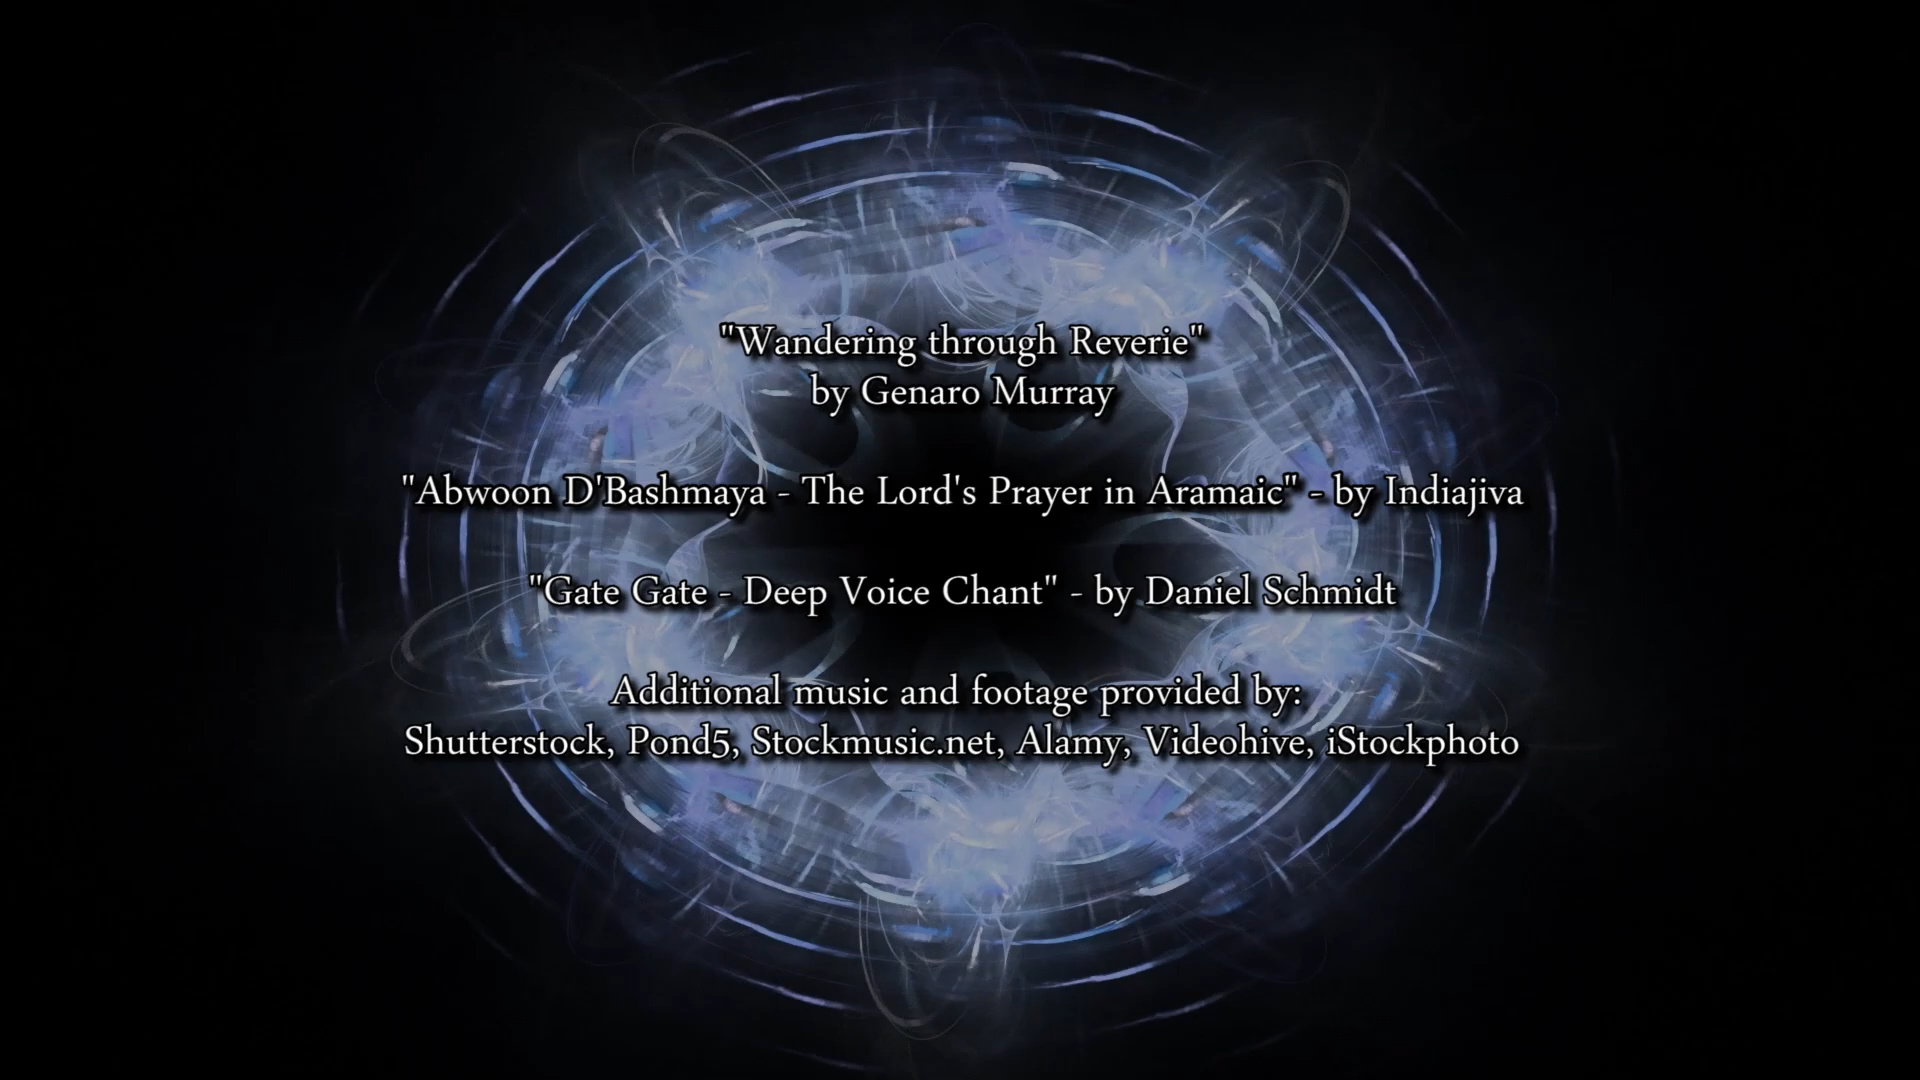 "Wandering through Reverie"
by Genaro Murray
"Abwoon D'Bashmaya - The Lord's Prayer in Aramaic" - by Indiajiva
"Gate Gate - Deep Voice Chant" - by Daniel Schmidt
Additional music and footage provided by:
Shutterstock, Pond5, Stockmusic.net, Alamy, Videohive, iStockphoto